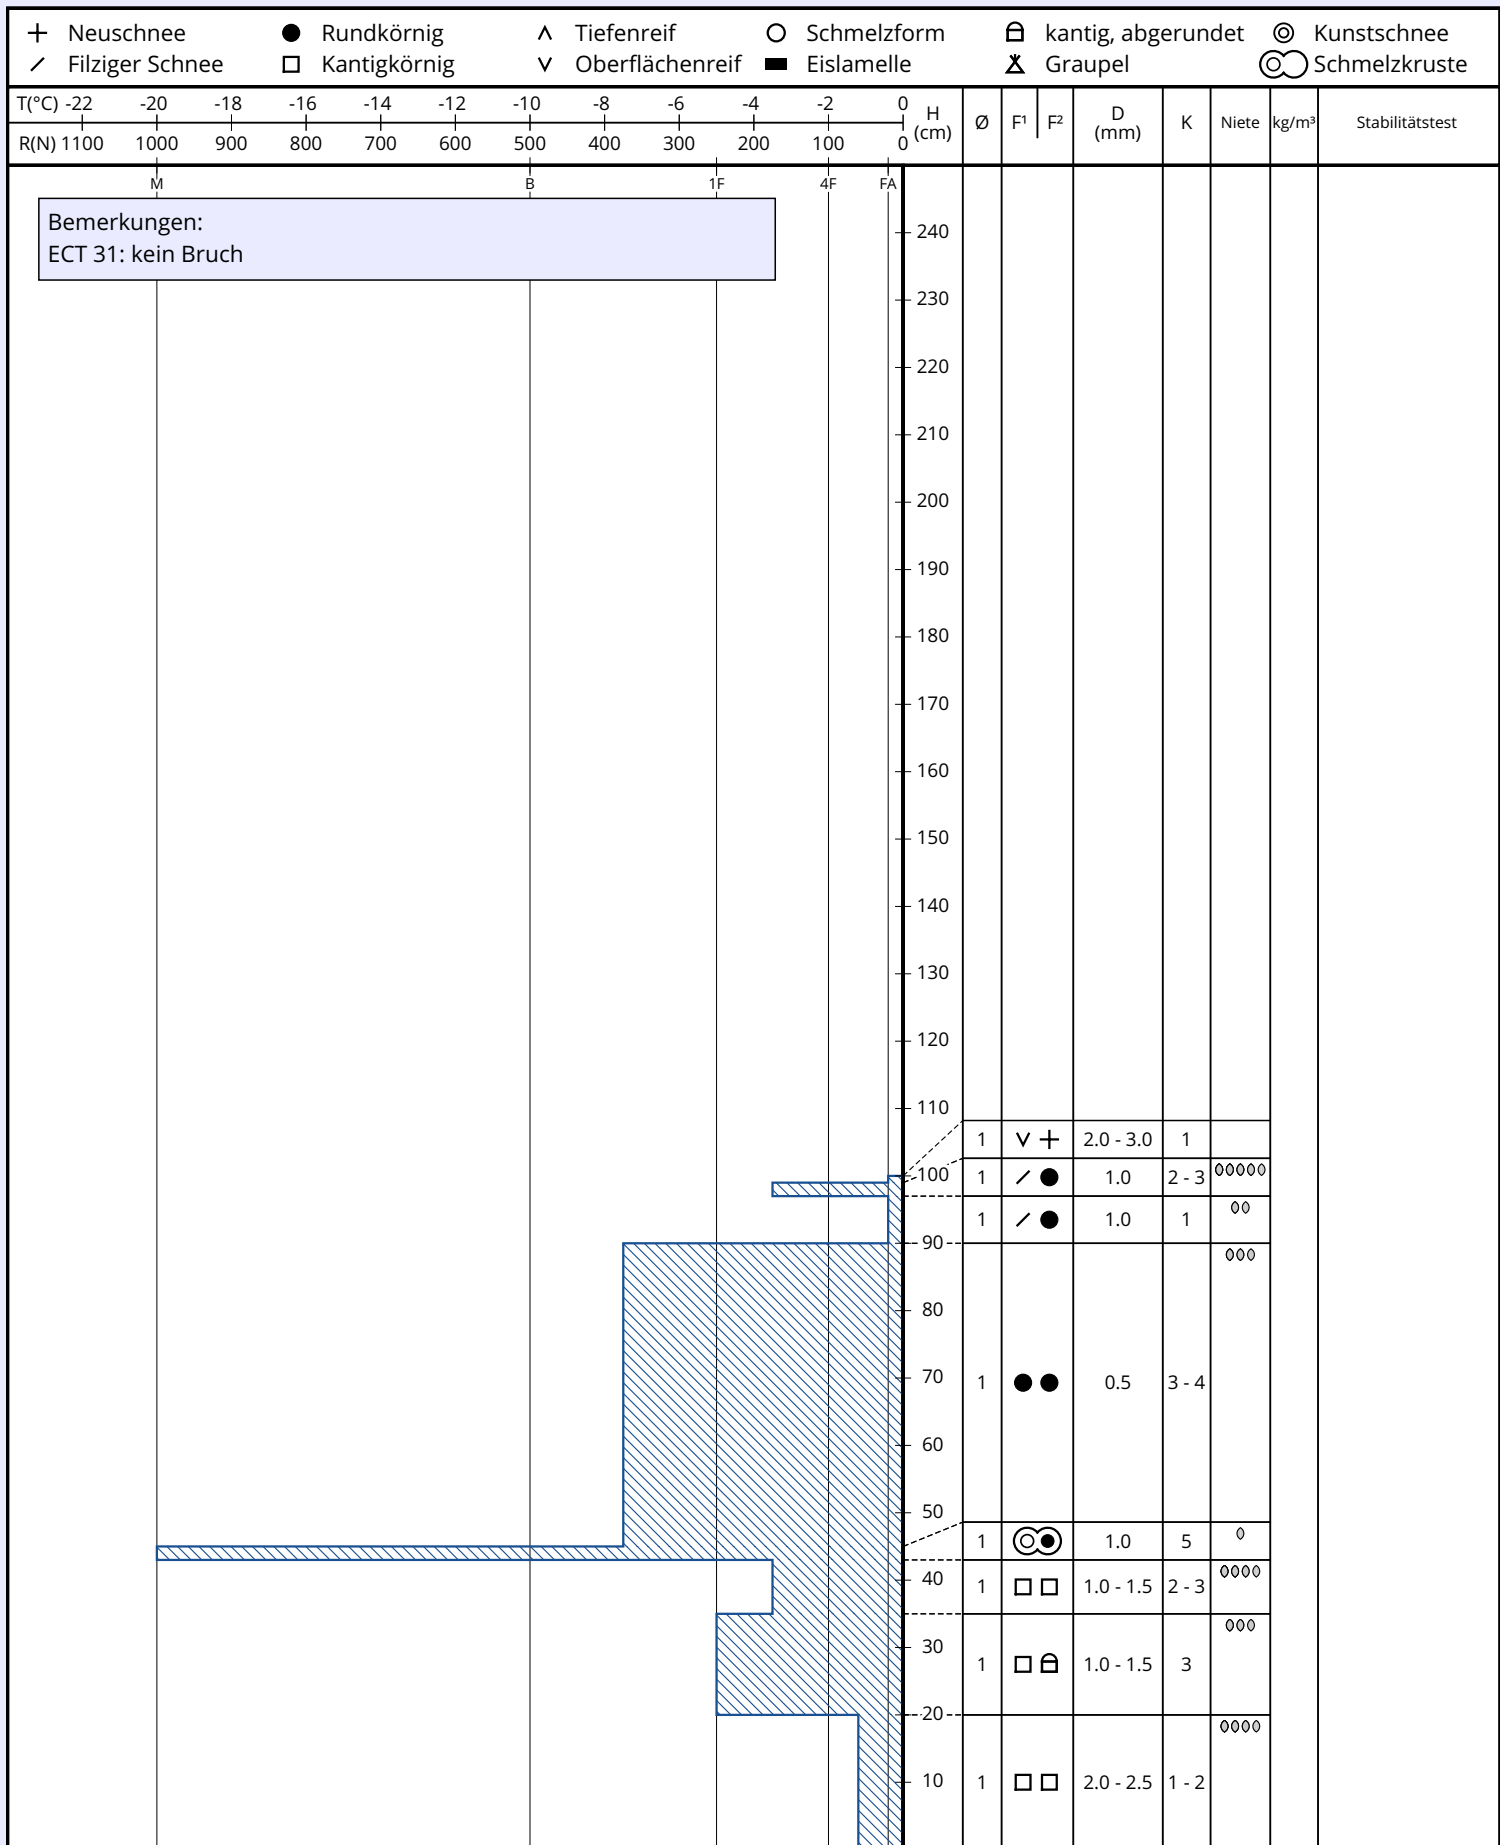 Neuschnee Rundkörnig Tiefenreif Schmelzform kantig, abgerundet Kunstschnee
Filziger Schnee Kantigkörnig Oberflächenreif Eislamelle Graupel Schmelzkruste
T(°C) -22 -20 -18 -16 -14 -12 -10 -8 -6 -4 -2 0
R(N) 1100 1000 900 800 700 600 500 400 300 200 100 0
H (cm) Ø F¹ F² D (mm) K Niete kg/m³ Stabilitätstest
M B 1F 4F FA
Bemerkungen:
ECT 31: kein Bruch
240
230
220
210
200
190
180
170
160
150
140
130
120
110
1 2.0 - 3.0 1
100
1 1.0 2 - 3
1 1.0 1
90
80
70
1 0.5 3 - 4
60
50
1 1.0 5
40
1 1.0 - 1.5 2 - 3
30
1 1.0 - 1.5 3
20
10
1 2.0 - 2.5 1 - 2